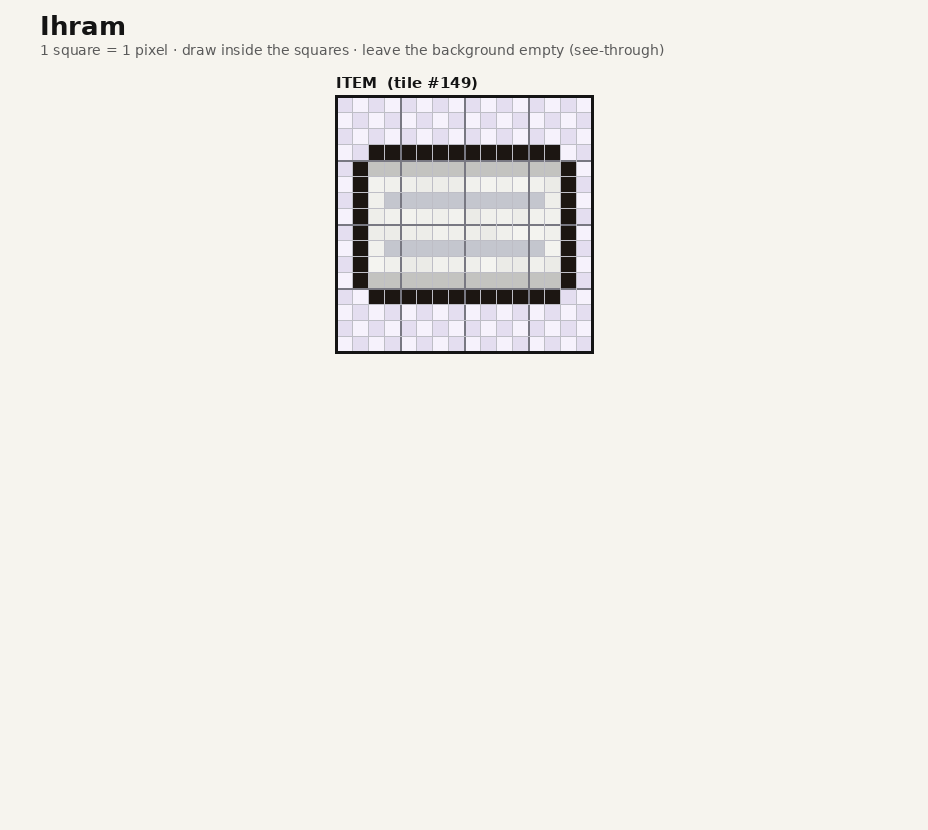 Ihram
1 square = 1 pixel · draw inside the squares · leave the background empty (see-through)
ITEM (tile #149)